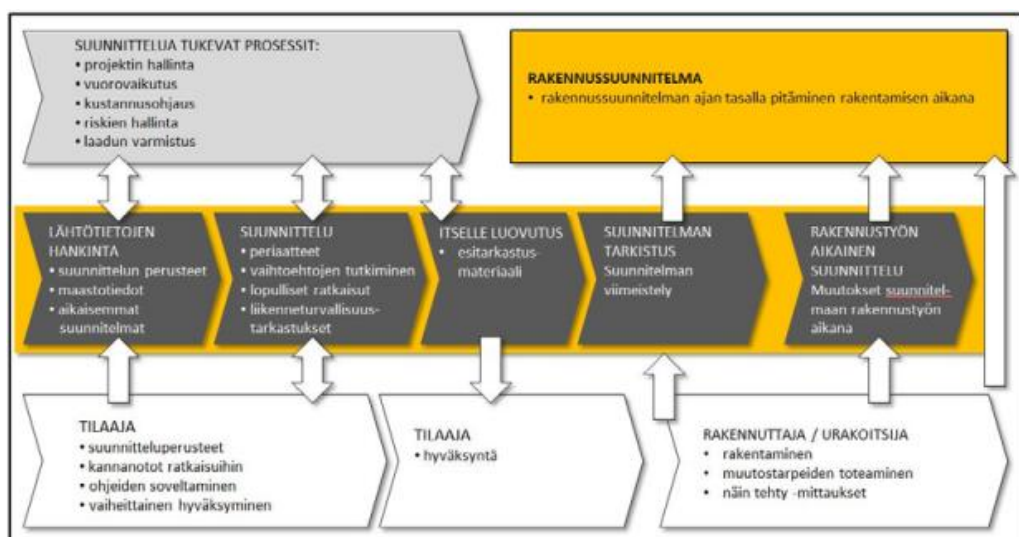 SUUNNITTELUA TUKEVAT PROSESSIT:
• projektin hallinta
• vuorovaikutus
• kustannusohjaus
• riskien hallinta
• laadun varmistus
RAKENNUSSUUNNITELMA
• rakennussuunnitelman ajan tasalla pitäminen rakentamisen aikana
LÄHTÖTIETOJEN
HANKINTA
• suunnittelun perusteet
• maastotiedot
• aikaisemmat
suunnitelmat
SUUNNITTELU
• periaatteet
• vaihtoehtojen tutkiminen
• lopulliset ratkaisut
• liikenneturvallisuus-
tarkastukset
ITSELLE LUOVUTUS
• esitarkastus-
materiaali
SUUNNITELMAN
TARKISTUS
Suunnitelman
viimeistely
RAKENNUSTYÖN
AIKAINEN
SUUNNITTELU
Muutokset suunnitel-
maan rakennustyön
aikana
TILAAJA
• suunnitteluperusteet
• kannanotot ratkaisuihin
• ohjeiden soveltaminen
• vaiheittainen hyväksyminen
TILAAJA
• hyväksyntä
RAKENNUTTAJA / URAKOITSIJA
• rakentaminen
• muutostarpeiden toteaminen
• näin tehty -mittaukset